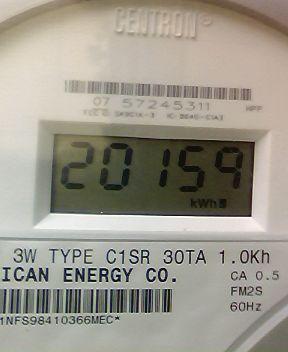 CENTRON®
07 57245311 HPP
20159
kWh
3W TYPE C1SR 30TA 1.0Kh
ICAN ENERGY CO. CA 0.5
FM2S
60Hz
1NFS98410366MEC*